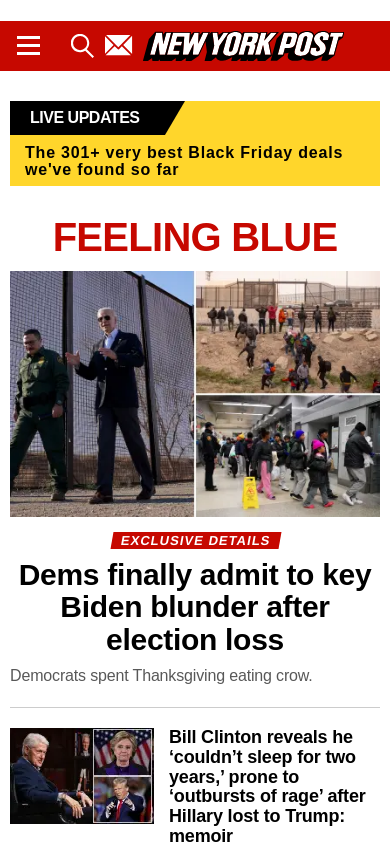 NEW YORK POST
LIVE UPDATES
The 301+ very best Black Friday deals
we've found so far
FEELING BLUE
EXCLUSIVE DETAILS
Dems finally admit to key
Biden blunder after
election loss
Democrats spent Thanksgiving eating crow.
Bill Clinton reveals he
‘couldn’t sleep for two
years,’ prone to
‘outbursts of rage’ after
Hillary lost to Trump:
memoir